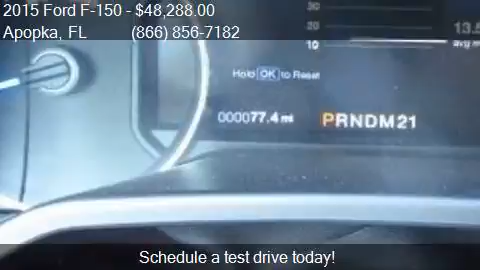 2015 Ford F-150 - $48,288.00
Apopka, FL (866) 856-7182
30
20
10
13.5
avg m
Hold OK to Reset
000077.4 mi
PRNDM21
Schedule a test drive today!